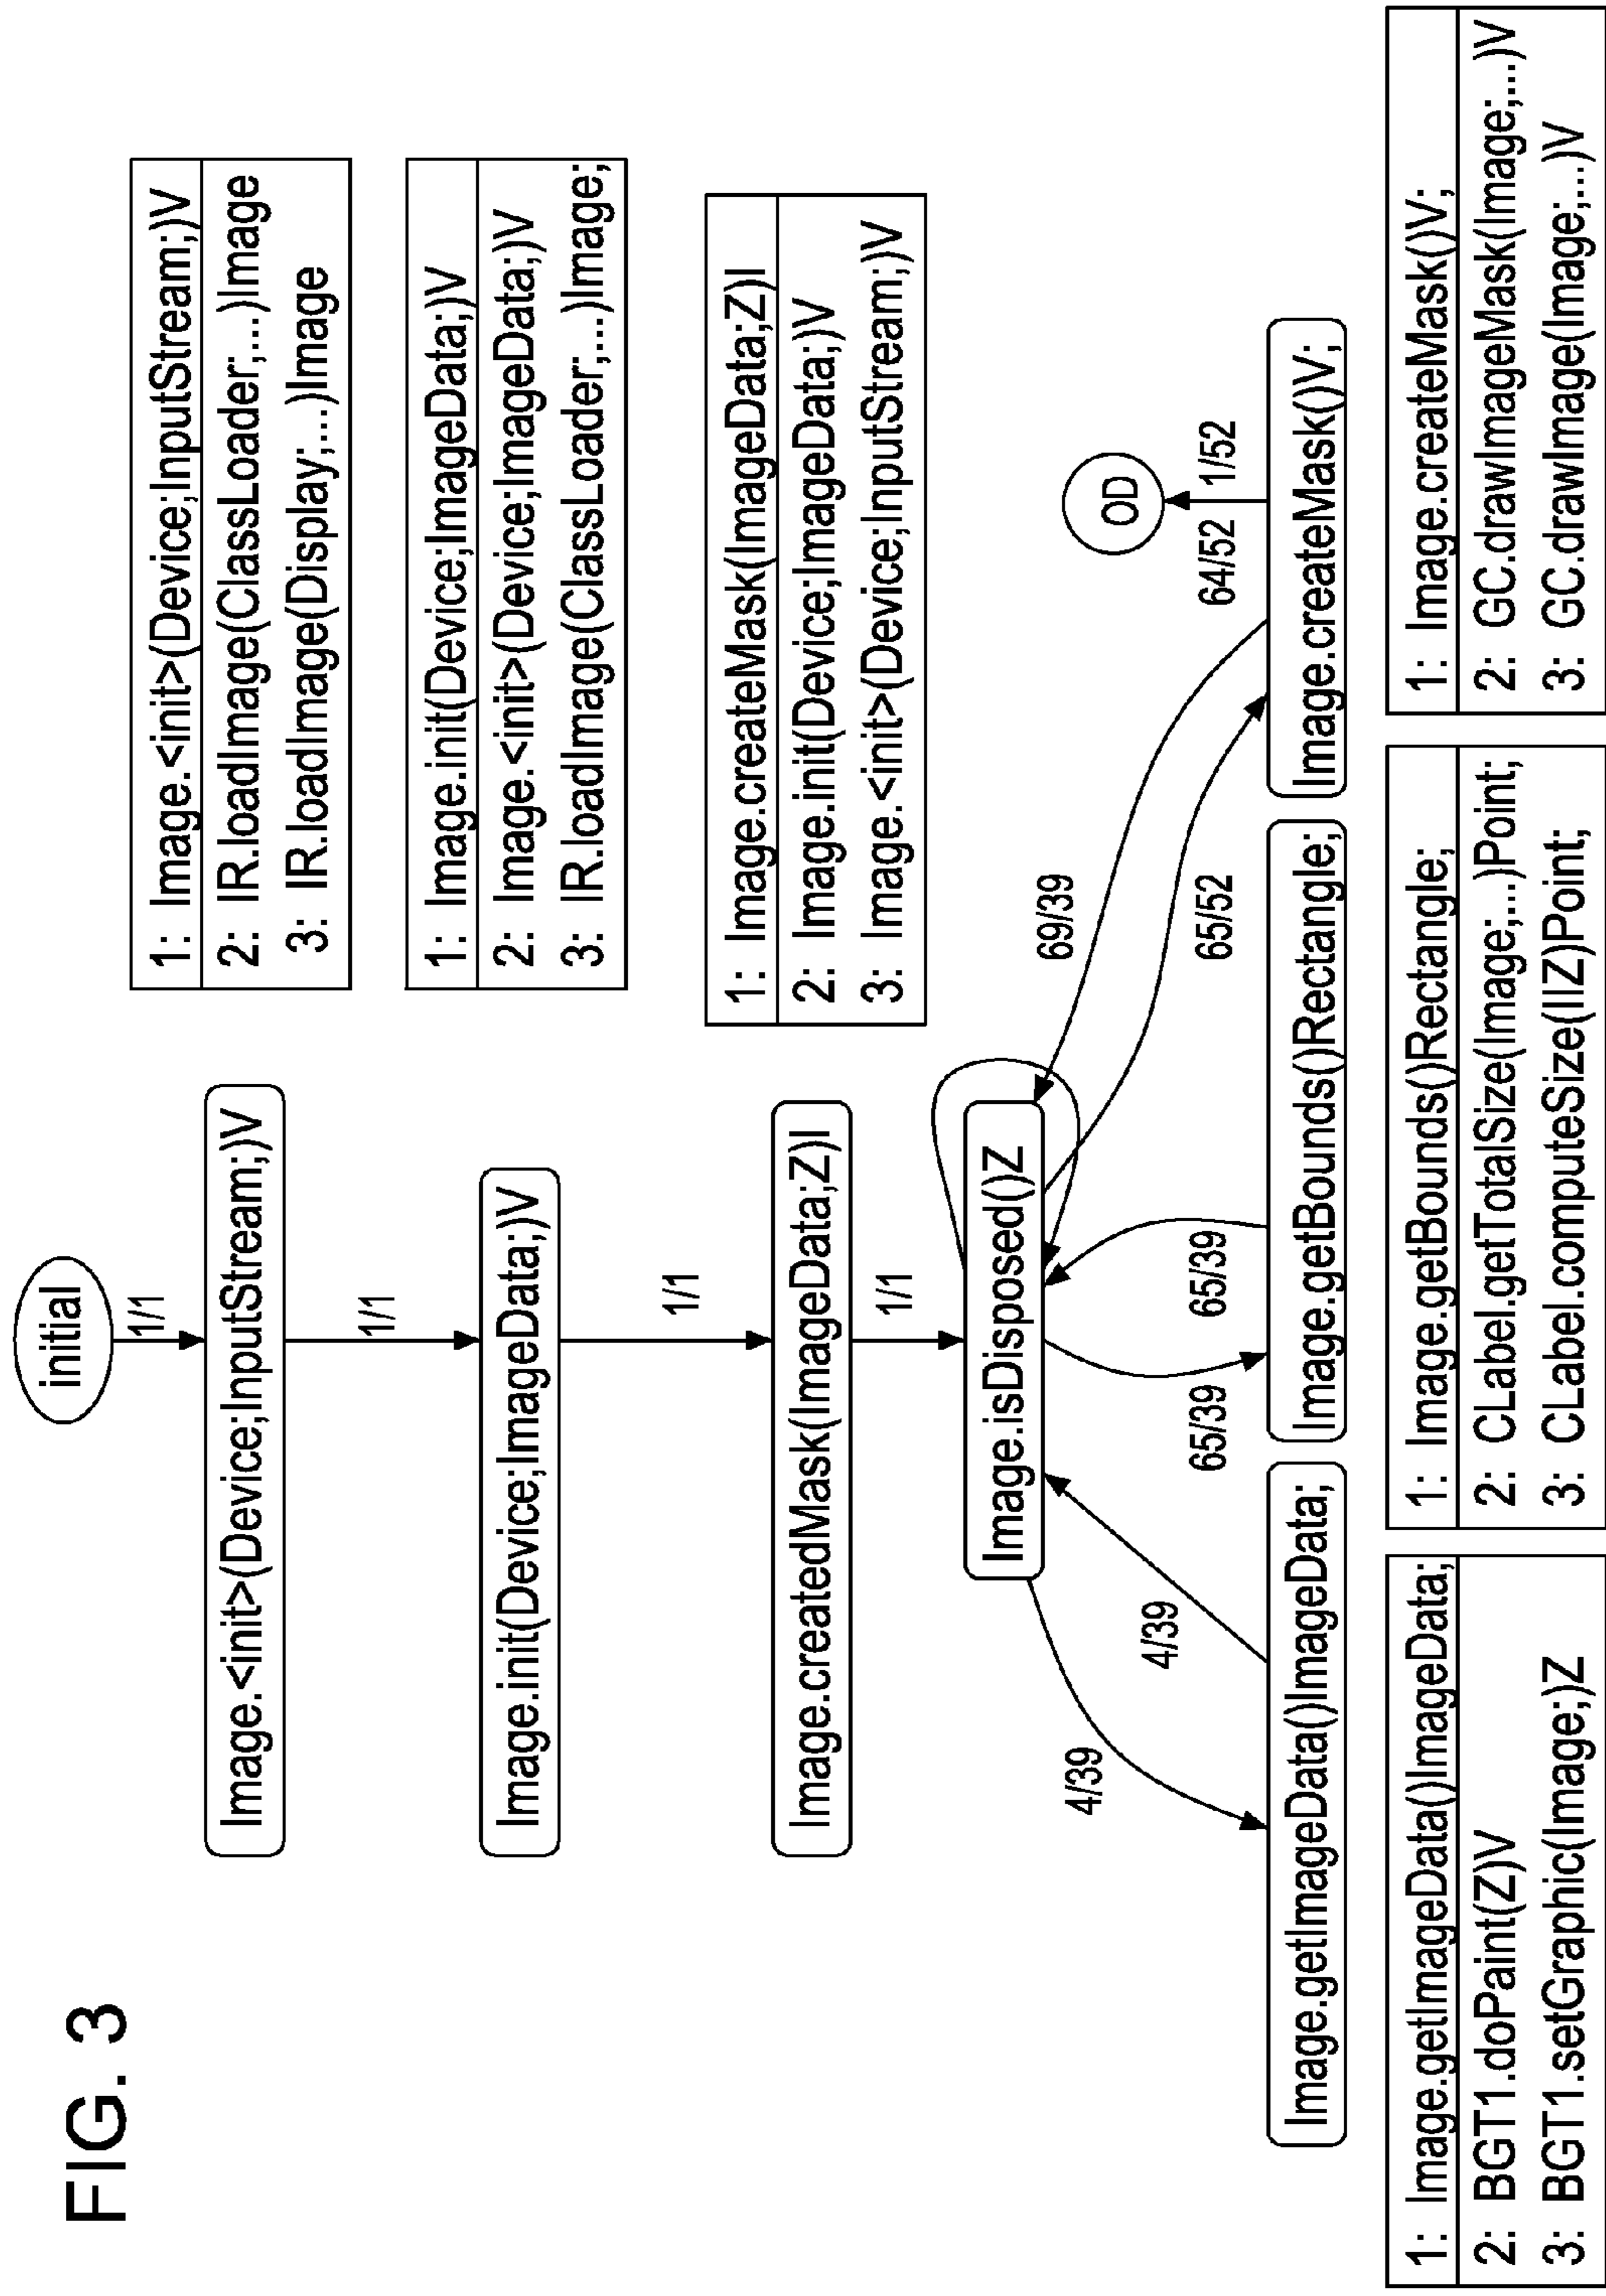 FIG. 3
initial
1/1
Image.<init>(Device;InputStream;)V
1/1
Image.init(Device;ImageData;)V
1/1
Image.createdMask(ImageData;Z)I
1/1
Image.isDisposed()Z
4/39
4/39
65/39
65/39
65/52
69/39
64/52
1/52
OD
Image.getImageData()ImageData;
Image.getBounds()Rectangle;
Image.createMask()V;
1: Image.<init>(Device;InputStream;)V
2: IR.loadImage(ClassLoader;...)Image
3: IR.loadImage(Display;...)Image
1: Image.init(Device;ImageData;)V
2: Image.<init>(Device;ImageData;)V
3: IR.loadImage(ClassLoader;...)Image;
1: Image.createMask(ImageData;Z)I
2: Image.init(Device;ImageData;)V
3: Image.<init>(Device;InputStream;)V
1: Image.getImageData()ImageData;
2: BGT1.doPaint(Z)V
3: BGT1.setGraphic(Image;)Z
1: Image.getBounds()Rectangle;
2: CLabel.getTotalSize(Image;...)Point;
3: CLabel.computeSize(IIZ)Point;
1: Image.createMask()V;
2: GC.drawImageMask(Image;...)V
3: GC.drawImage(Image;...)V